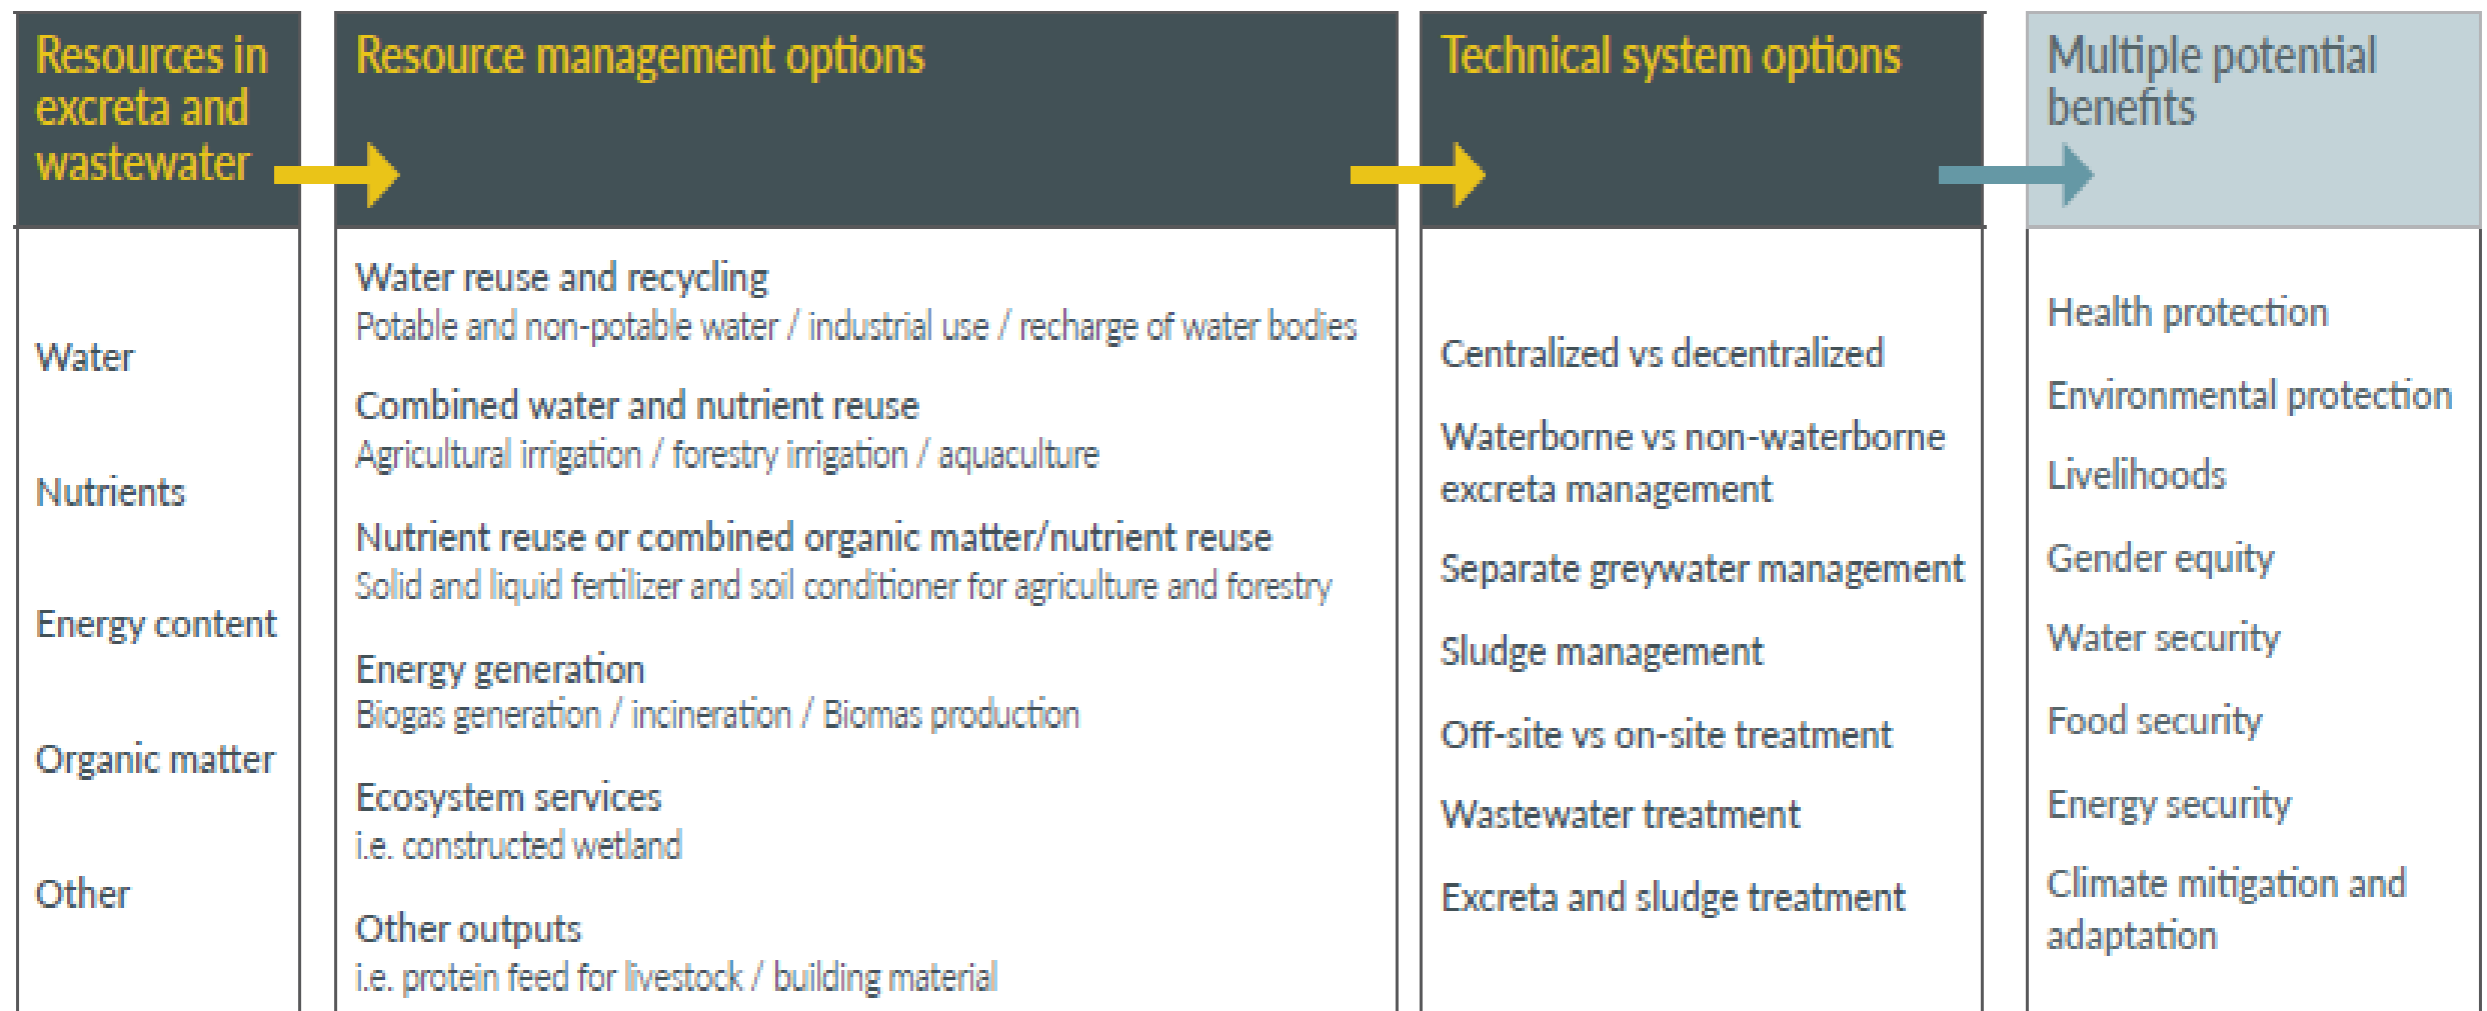 Resources in
excreta and
wastewater
Water
Nutrients
Energy content
Organic matter
Other
Resource management options
Water reuse and recycling
Potable and non-potable water / industrial use / recharge of water bodies
Combined water and nutrient reuse
Agricultural irrigation / forestry irrigation / aquaculture
Nutrient reuse or combined organic matter/nutrient reuse
Solid and liquid fertilizer and soil conditioner for agriculture and forestry
Energy generation
Biogas generation / incineration / Biomas production
Ecosystem services
i.e. constructed wetland
Other outputs
i.e. protein feed for livestock / building material
Technical system options
Centralized vs decentralized
Waterborne vs non-waterborne
excreta management
Separate greywater management
Sludge management
Off-site vs on-site treatment
Wastewater treatment
Excreta and sludge treatment
Multiple potential
benefits
Health protection
Environmental protection
Livelihoods
Gender equity
Water security
Food security
Energy security
Climate mitigation and
adaptation